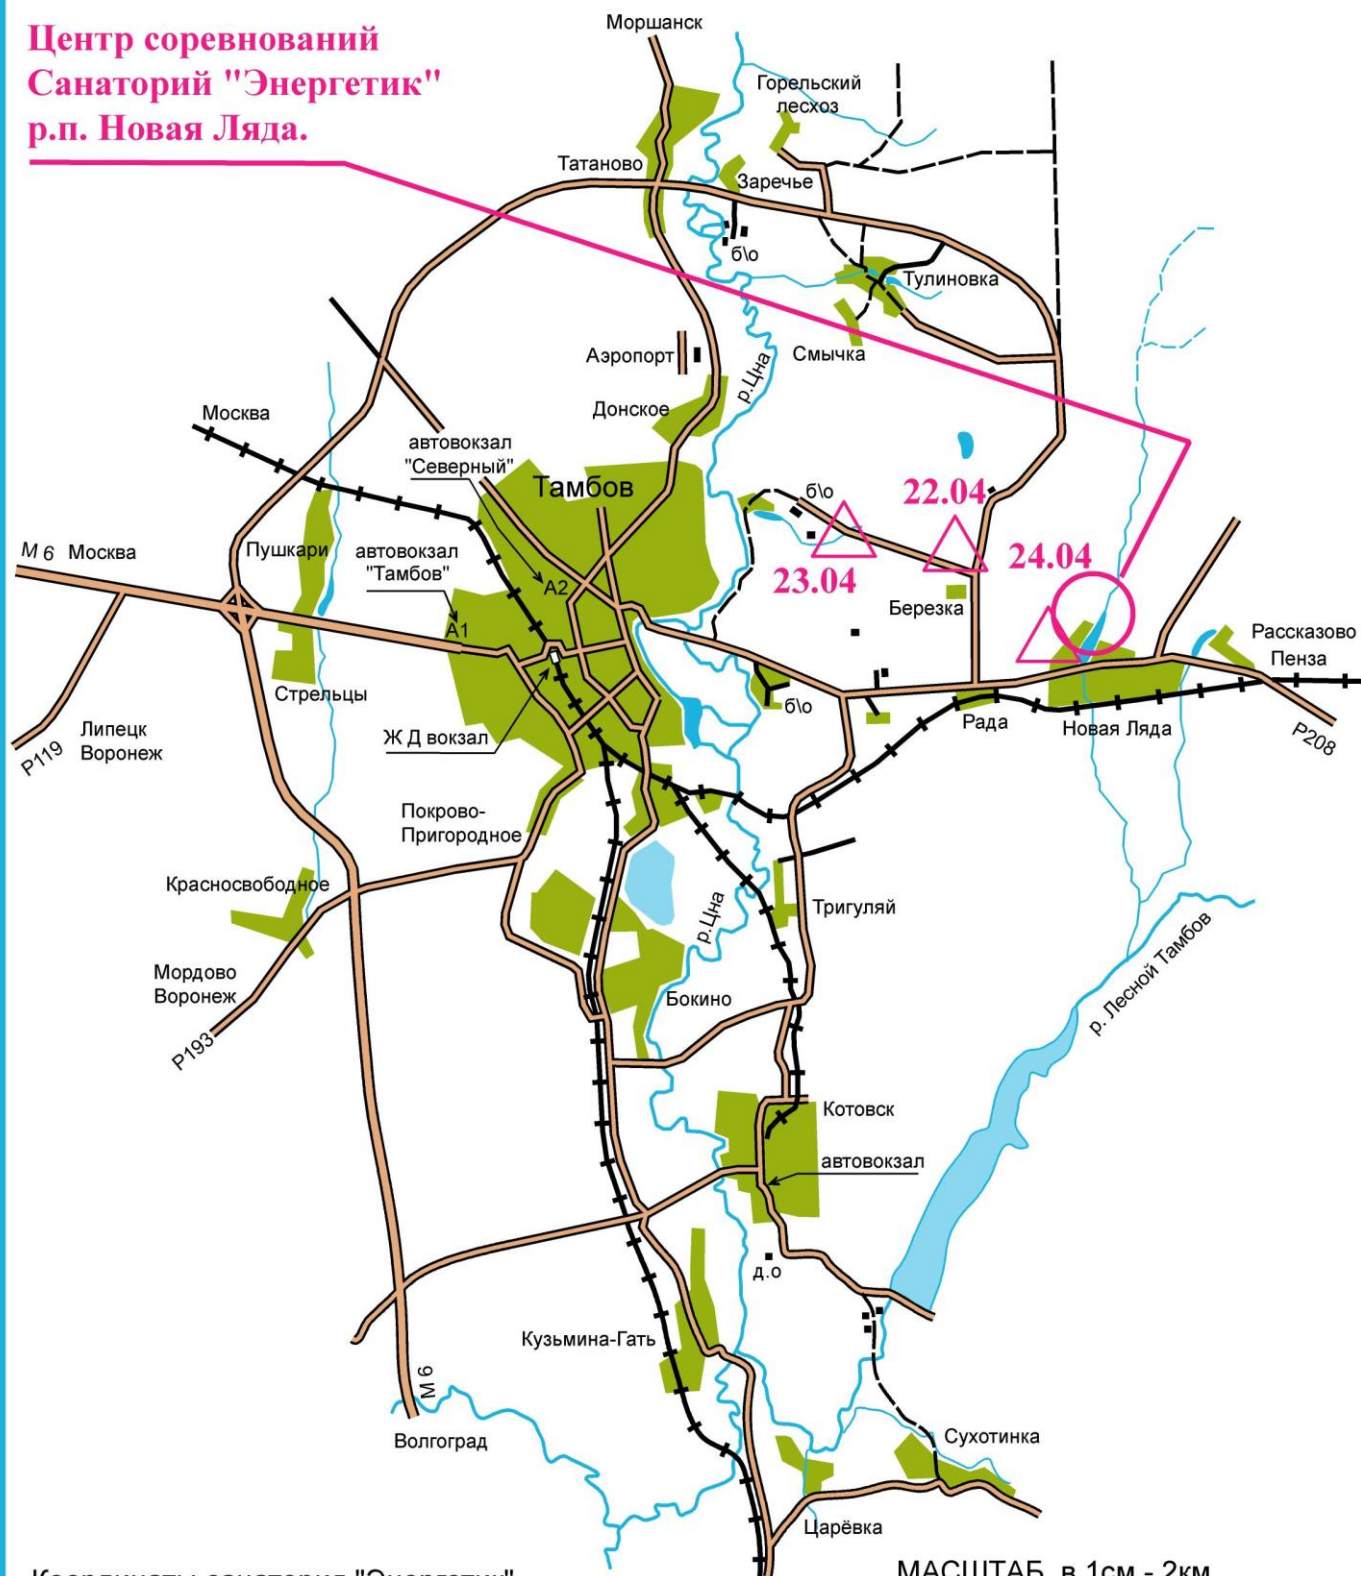 Центр соревнований
Санаторий "Энергетик"
р.п. Новая Ляда.
Моршанск
Горельский
лесхоз
Татаново
Заречье
б\о
Тулиновка
Смычка
Аэропорт
р.Цна
Донское
Москва
автовокзал
"Северный"
Тамбов
б\о
22.04
23.04
24.04
М 6 Москва
Пушкари
автовокзал
"Тамбов"
А2
А1
Березка
Рассказово
Пенза
Стрельцы
б\о
Рада
Новая Ляда
Р208
Липецк
Воронеж
Р119
Ж Д вокзал
Покрово-
Пригородное
Красносвободное
р.Цна
Тригуляй
Мордово
Воронеж
Р193
Бокино
р. Лесной Тамбов
Котовск
автовокзал
д.о
Кузьмина-Гать
М 6
Волгоград
Сухотинка
Царёвка
Координаты санатория "Энергетик"
МАСШТАБ в 1см - 2км